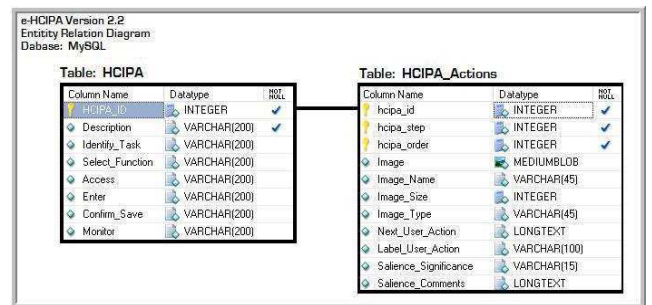 e-HCIPA Version 2.2
Entitity Relation Diagram
Dabase: MySQL
Table: HCIPA
Column Name Datatype NOT NULL
HCIPA_ID INTEGER
Description VARCHAR(200)
Identify_Task VARCHAR(200)
Select_Function VARCHAR(200)
Access VARCHAR(200)
Enter VARCHAR(200)
Confirm_Save VARCHAR(200)
Monitor VARCHAR(200)
Table: HCIPA_Actions
Column Name Datatype NOT NULL
hcipa_id INTEGER
hcipa_step INTEGER
hcipa_order INTEGER
Image MEDIUMBLOB
Image_Name VARCHAR(45)
Image_Size INTEGER
Image_Type VARCHAR(45)
Next_User_Action LONGTEXT
Label_User_Action VARCHAR(100)
Salience_Significance VARCHAR(15)
Salience_Comments LONGTEXT